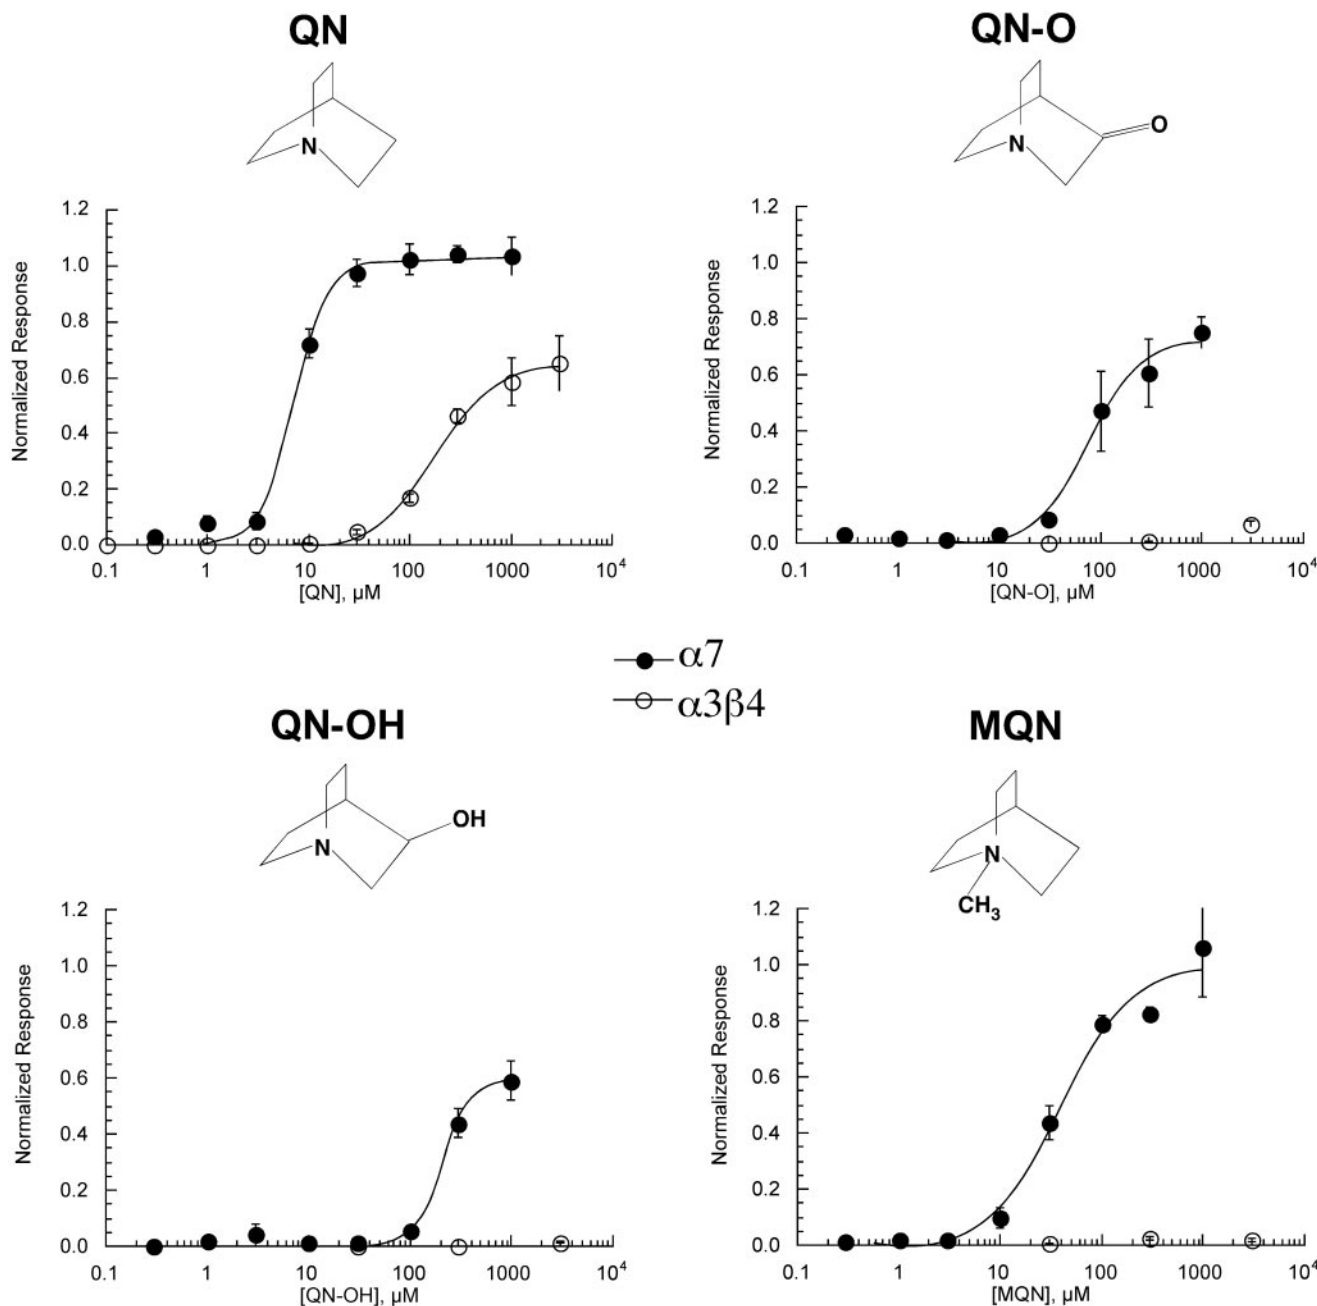 QN
N
1.2
1.0
0.8
0.6
0.4
0.2
0.0
Normalized Response
0.1 1 10 100 1000 10⁴
[QN], µM
QN-O
N O
1.2
1.0
0.8
0.6
0.4
0.2
0.0
Normalized Response
0.1 1 10 100 1000 10⁴
[QN-O], µM
α7
α3β4
QN-OH
N OH
1.2
1.0
0.8
0.6
0.4
0.2
0.0
Normalized Response
0.1 1 10 100 1000 10⁴
[QN-OH], µM
MQN
N
CH₃
1.2
1.0
0.8
0.6
0.4
0.2
0.0
Normalized Response
0.1 1 10 100 1000 10⁴
[MQN], µM